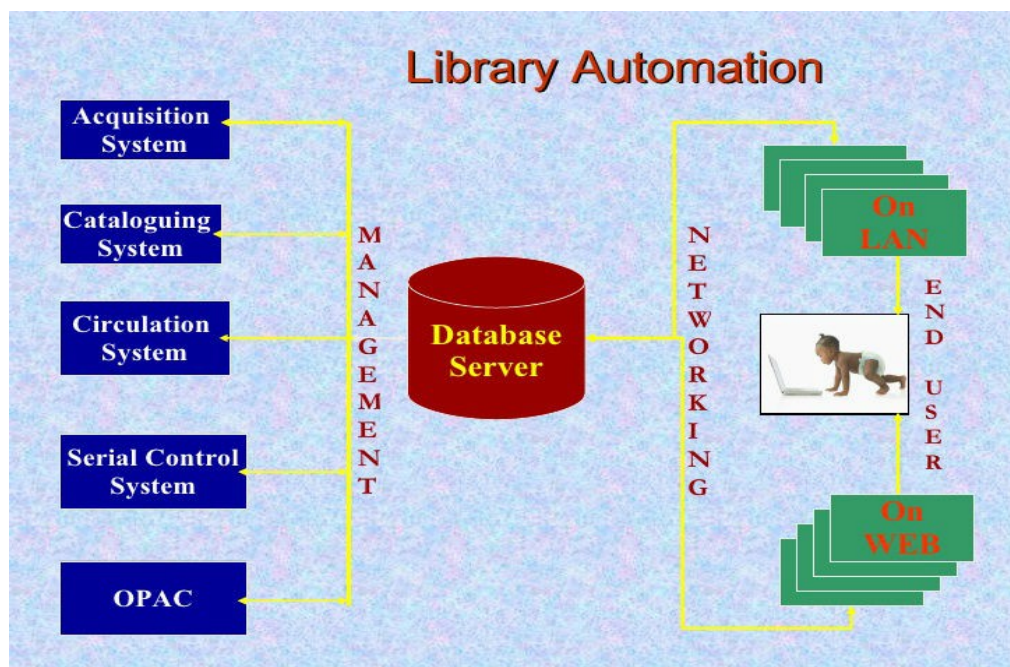 Library Automation
Acquisition
System
Cataloguing
System
Circulation
System
Serial Control
System
OPAC
MANAGEMENT
Database
Server
NETWORKING
On
LAN
END USER
On
WEB